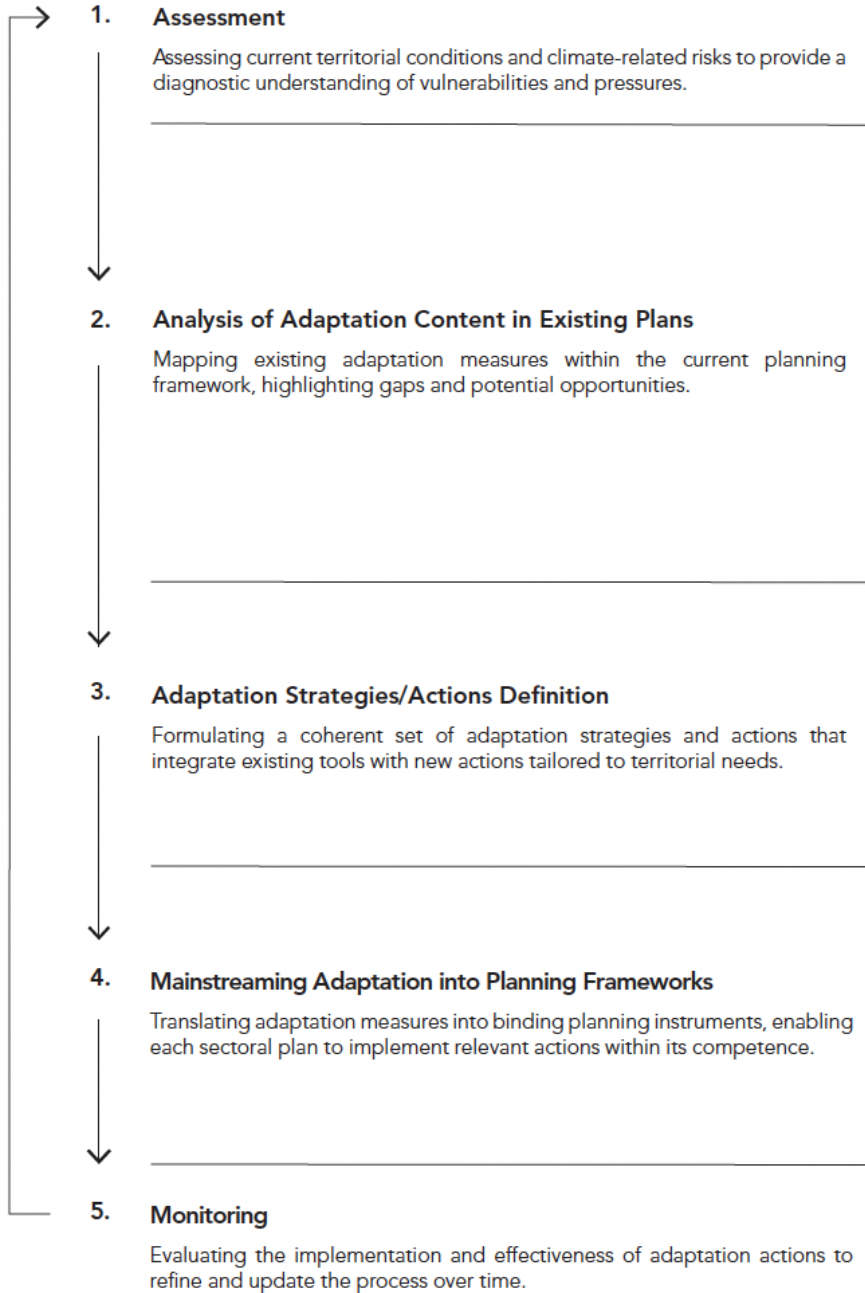 1. Assessment
Assessing current territorial conditions and climate-related risks to provide a
diagnostic understanding of vulnerabilities and pressures.
2. Analysis of Adaptation Content in Existing Plans
Mapping existing adaptation measures within the current planning
framework, highlighting gaps and potential opportunities.
3. Adaptation Strategies/Actions Definition
Formulating a coherent set of adaptation strategies and actions that
integrate existing tools with new actions tailored to territorial needs.
4. Mainstreaming Adaptation into Planning Frameworks
Translating adaptation measures into binding planning instruments, enabling
each sectoral plan to implement relevant actions within its competence.
5. Monitoring
Evaluating the implementation and effectiveness of adaptation actions to
refine and update the process over time.